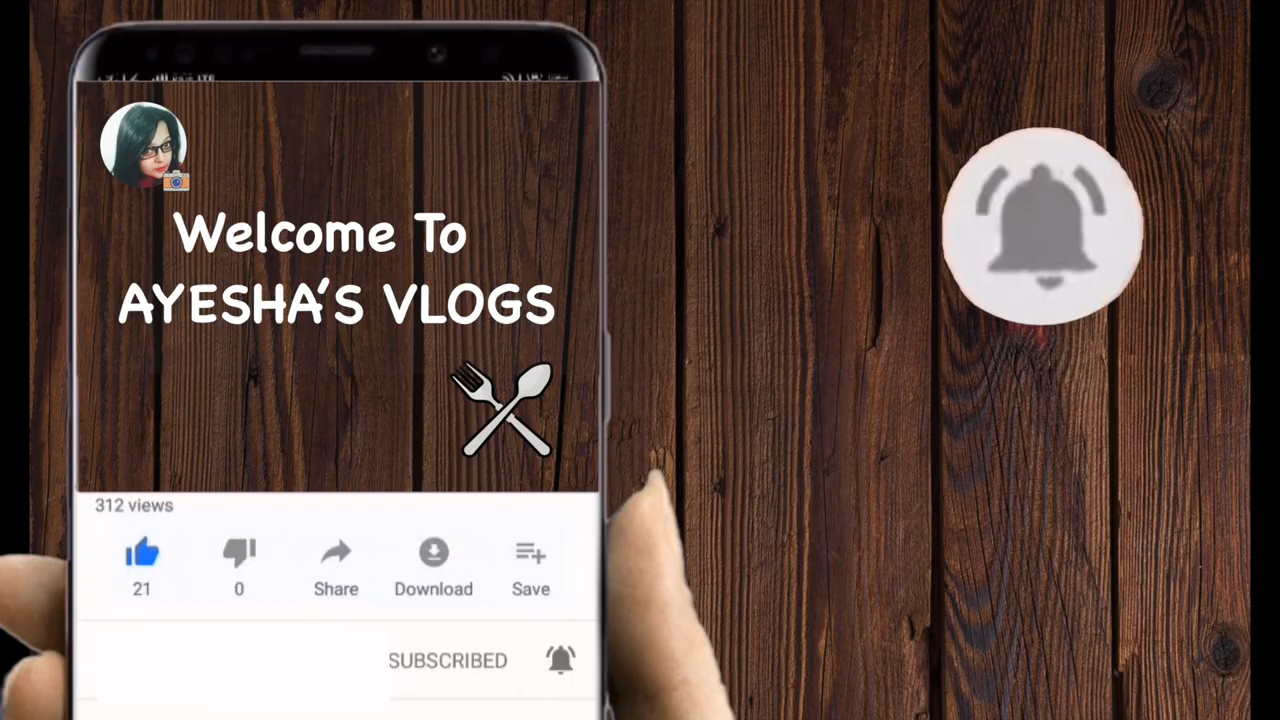 Welcome To
AYESHA'S VLOGS
312 views
21
0
Share
Download
Save
SUBSCRIBED